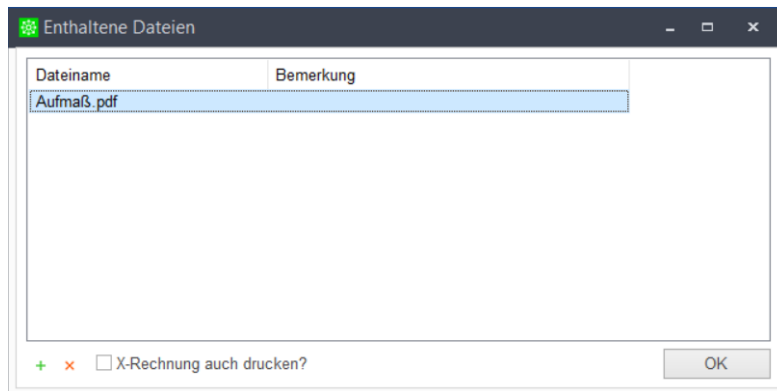 Enthaltene Dateien
Dateiname Bemerkung
Aufmaß.pdf
X-Rechnung auch drucken? OK